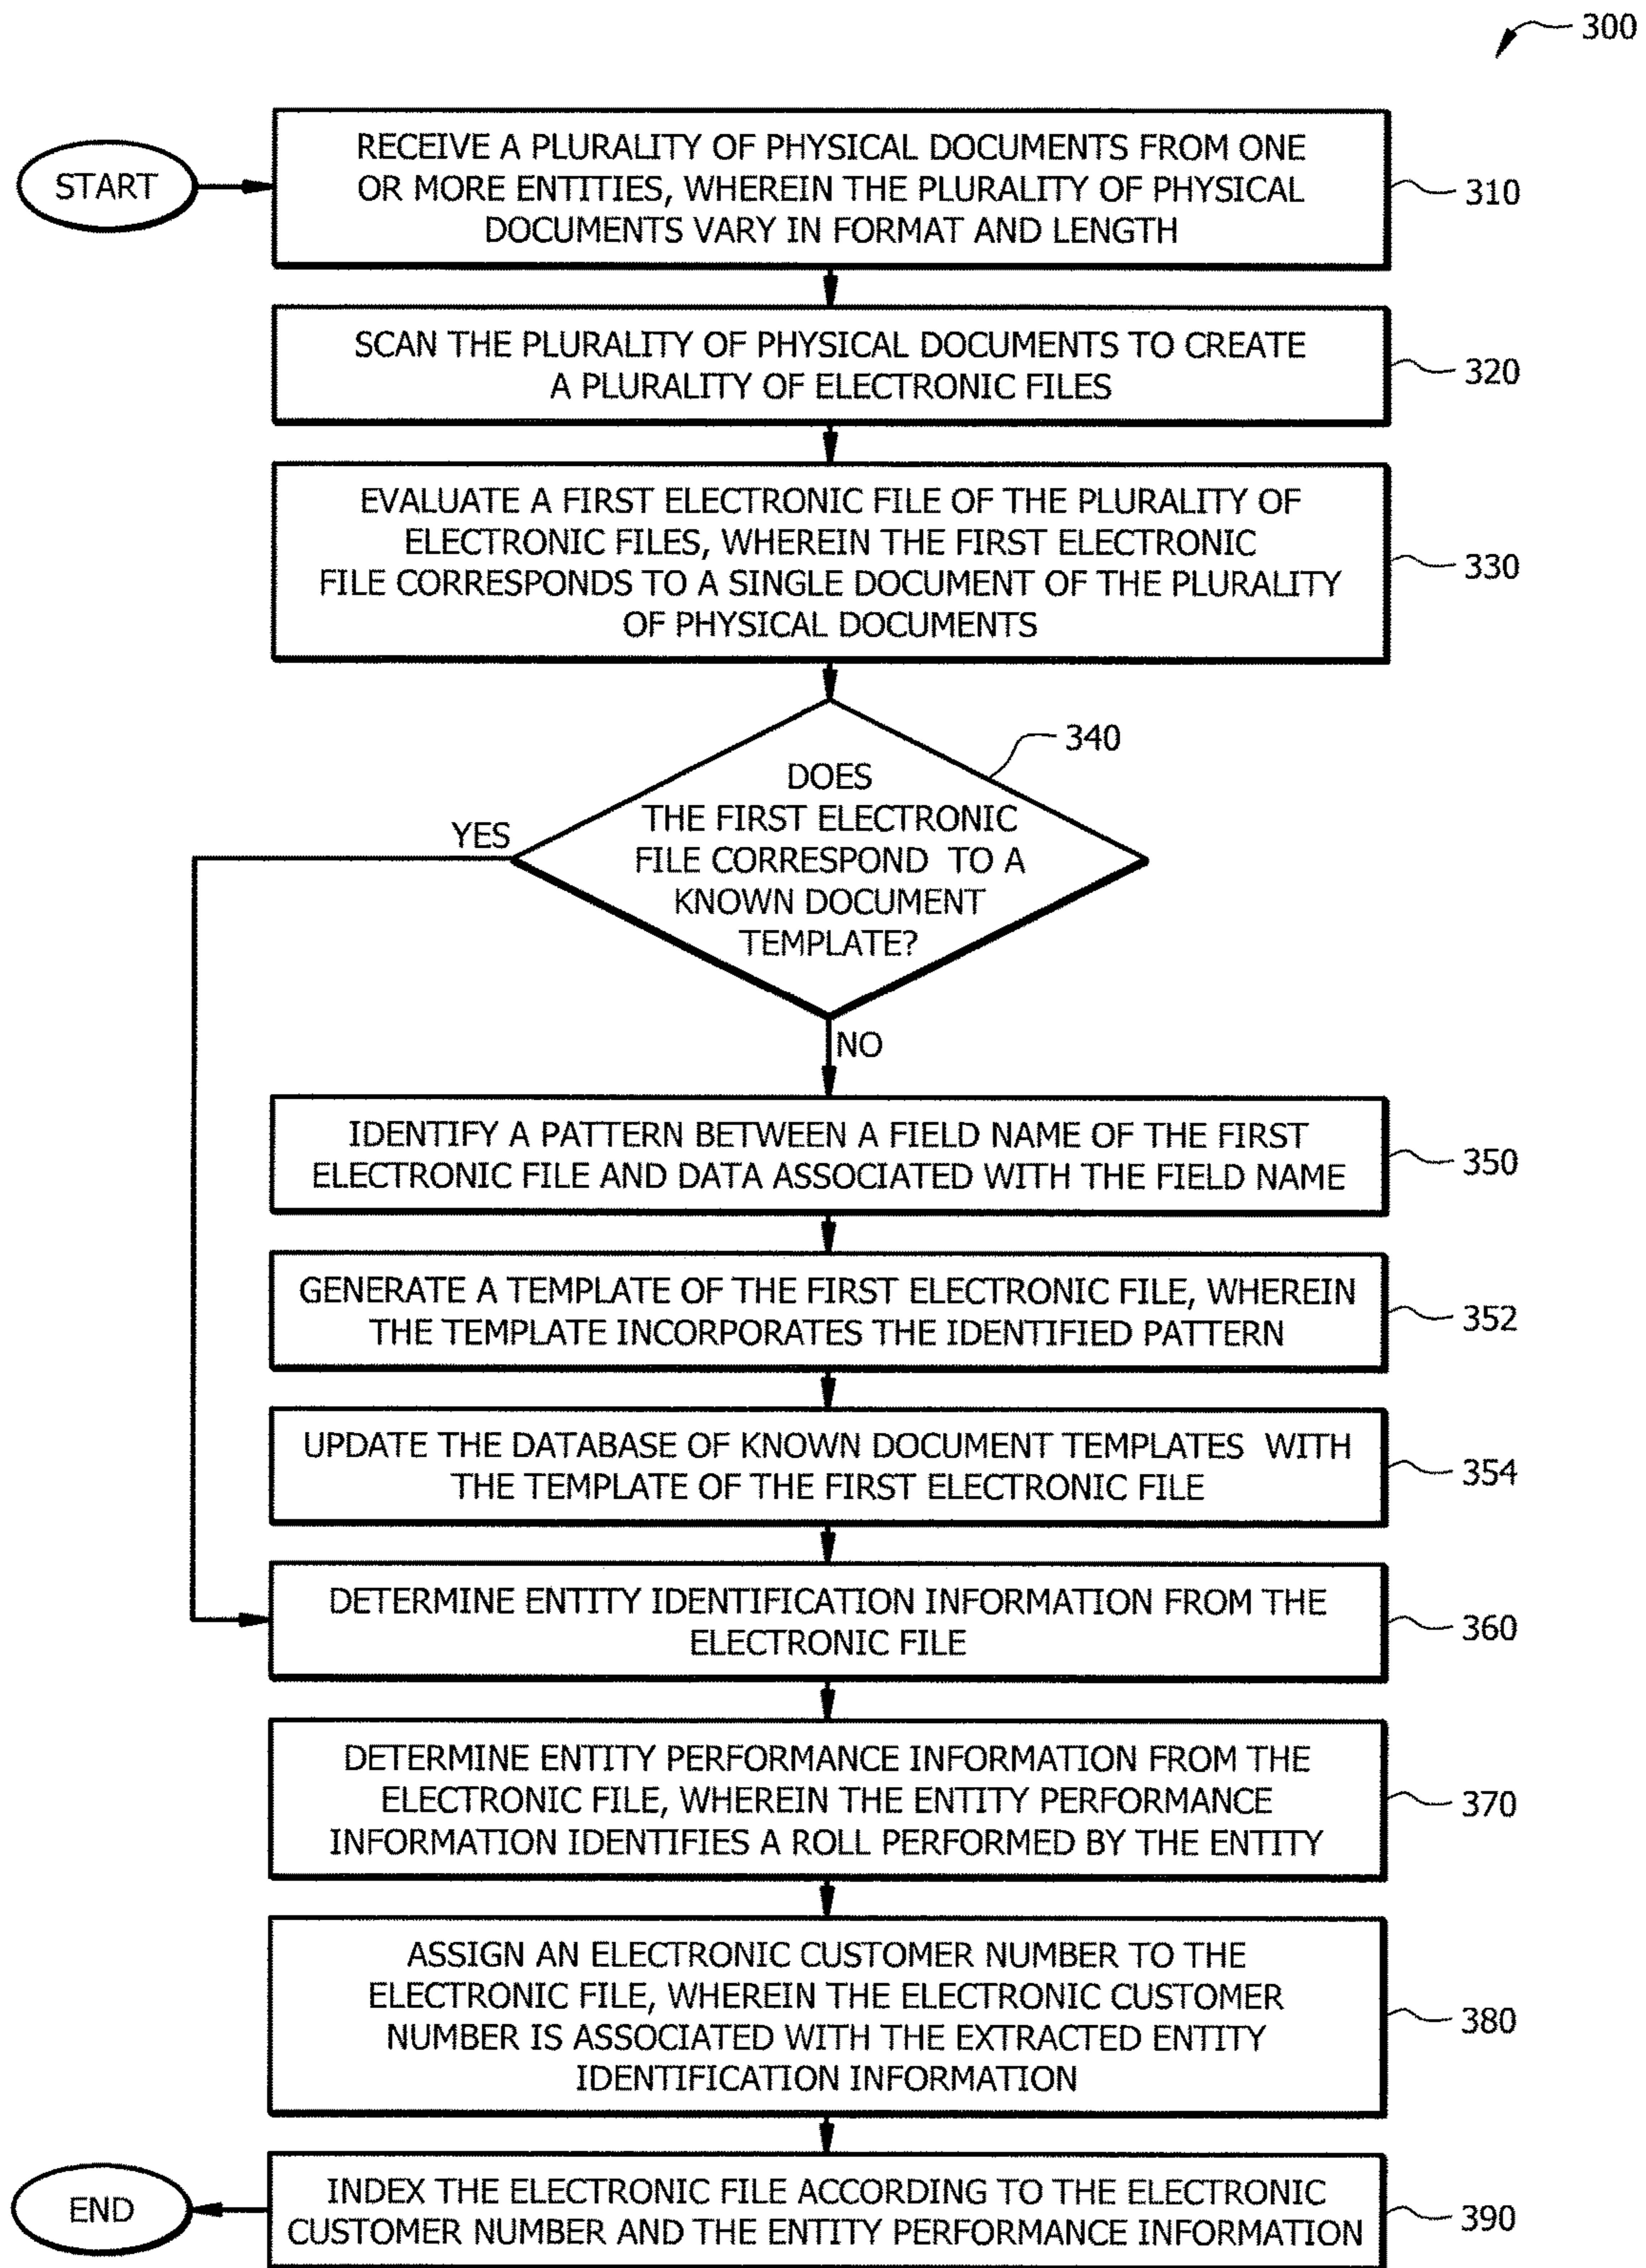 300
START
RECEIVE A PLURALITY OF PHYSICAL DOCUMENTS FROM ONE
OR MORE ENTITIES, WHEREIN THE PLURALITY OF PHYSICAL
DOCUMENTS VARY IN FORMAT AND LENGTH
310
SCAN THE PLURALITY OF PHYSICAL DOCUMENTS TO CREATE
A PLURALITY OF ELECTRONIC FILES
320
EVALUATE A FIRST ELECTRONIC FILE OF THE PLURALITY OF
ELECTRONIC FILES, WHEREIN THE FIRST ELECTRONIC
FILE CORRESPONDS TO A SINGLE DOCUMENT OF THE PLURALITY
OF PHYSICAL DOCUMENTS
330
340
DOES
THE FIRST ELECTRONIC
FILE CORRESPOND TO A
KNOWN DOCUMENT
TEMPLATE?
YES
NO
IDENTIFY A PATTERN BETWEEN A FIELD NAME OF THE FIRST
ELECTRONIC FILE AND DATA ASSOCIATED WITH THE FIELD NAME
350
GENERATE A TEMPLATE OF THE FIRST ELECTRONIC FILE, WHEREIN
THE TEMPLATE INCORPORATES THE IDENTIFIED PATTERN
352
UPDATE THE DATABASE OF KNOWN DOCUMENT TEMPLATES WITH
THE TEMPLATE OF THE FIRST ELECTRONIC FILE
354
DETERMINE ENTITY IDENTIFICATION INFORMATION FROM THE
ELECTRONIC FILE
360
DETERMINE ENTITY PERFORMANCE INFORMATION FROM THE
ELECTRONIC FILE, WHEREIN THE ENTITY PERFORMANCE
INFORMATION IDENTIFIES A ROLL PERFORMED BY THE ENTITY
370
ASSIGN AN ELECTRONIC CUSTOMER NUMBER TO THE
ELECTRONIC FILE, WHEREIN THE ELECTRONIC CUSTOMER
NUMBER IS ASSOCIATED WITH THE EXTRACTED ENTITY
IDENTIFICATION INFORMATION
380
INDEX THE ELECTRONIC FILE ACCORDING TO THE ELECTRONIC
CUSTOMER NUMBER AND THE ENTITY PERFORMANCE INFORMATION
390
END